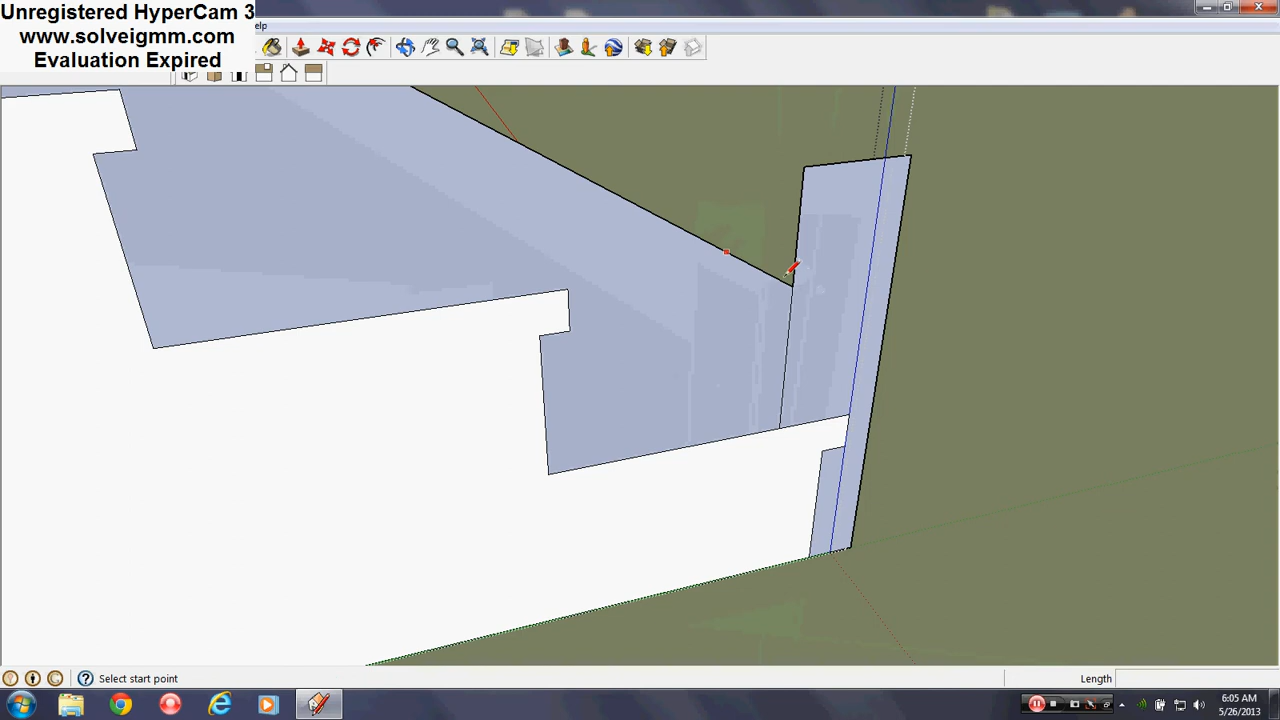 Unregistered HyperCam 3
www.solveigmm.com
Evaluation Expired
elp
Select start point
Length
6:05 AM
5/26/2013